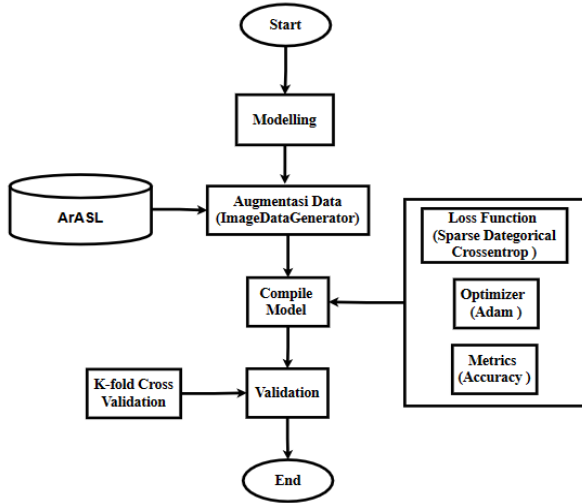 Start
Modelling
ArASL
Augmentasi Data
(ImageDataGenerator)
Loss Function
(Sparse Dategorical
Crossentrop )
Compile
Model
Optimizer
(Adam )
Metrics
(Accuracy )
K-fold Cross
Validation
Validation
End